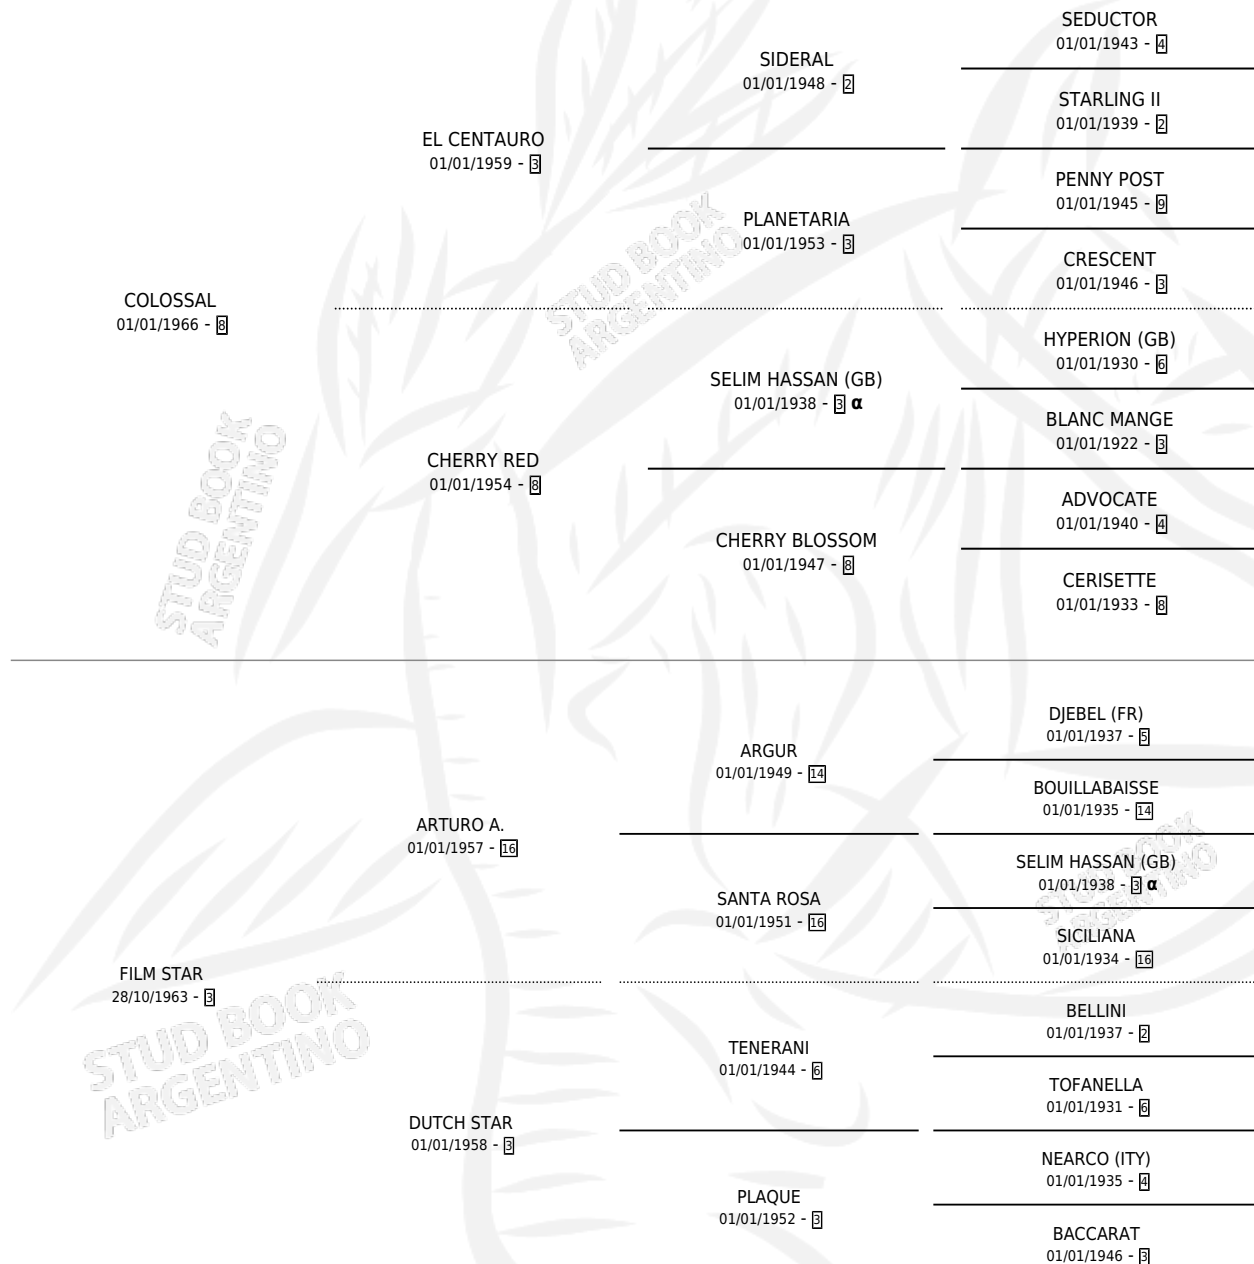 SEDUCTOR
01/01/1943 - 4
SIDERAL
01/01/1948 - 2
STARLING II
01/01/1939 - 2
EL CENTAURO
01/01/1959 - 3
PENNY POST
01/01/1945 - 9
PLANETARIA
01/01/1953 - 3
CRESCENT
01/01/1946 - 3
COLOSSAL
01/01/1966 - 8
HYPERION (GB)
01/01/1930 - 6
SELIM HASSAN (GB)
01/01/1938 - 3 α
BLANC MANGE
01/01/1922 - 3
CHERRY RED
01/01/1954 - 8
ADVOCATE
01/01/1940 - 4
CHERRY BLOSSOM
01/01/1947 - 8
CERISETTE
01/01/1933 - 8
DJEBEL (FR)
01/01/1937 - 5
ARGUR
01/01/1949 - 14
BOUILLABAISSE
01/01/1935 - 14
ARTURO A.
01/01/1957 - 16
SELIM HASSAN (GB)
01/01/1938 - 3 α
SANTA ROSA
01/01/1951 - 16
SICILIANA
01/01/1934 - 16
FILM STAR
28/10/1963 - 3
BELLINI
01/01/1937 - 2
TENERANI
01/01/1944 - 6
TOFANELLA
01/01/1931 - 6
DUTCH STAR
01/01/1958 - 3
NEARCO (ITY)
01/01/1935 - 4
PLAQUE
01/01/1952 - 3
BACCARAT
01/01/1946 - 3
STUD BOOK
ARGENTINO
STUD BOOK
ARGENTINO
STUD BOOK
ARGENTINO
STUD BOOK
ARGENTINO